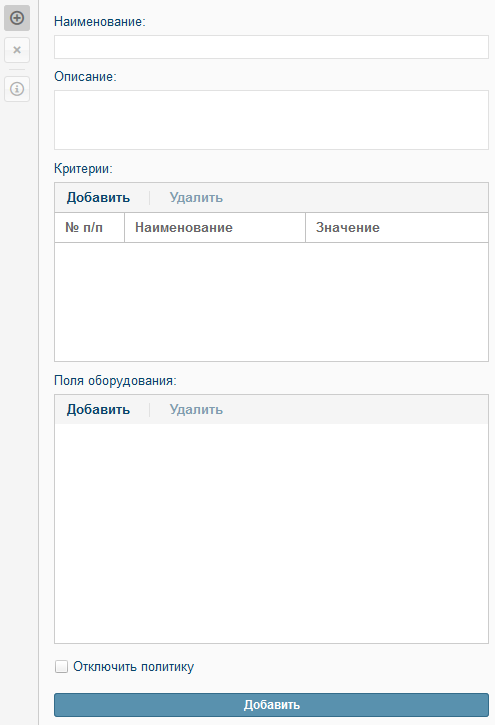 Наименование:
Описание:
Критерии:
Добавить Удалить
№ п/п Наименование Значение
Поля оборудования:
Добавить Удалить
Отключить политику
Добавить